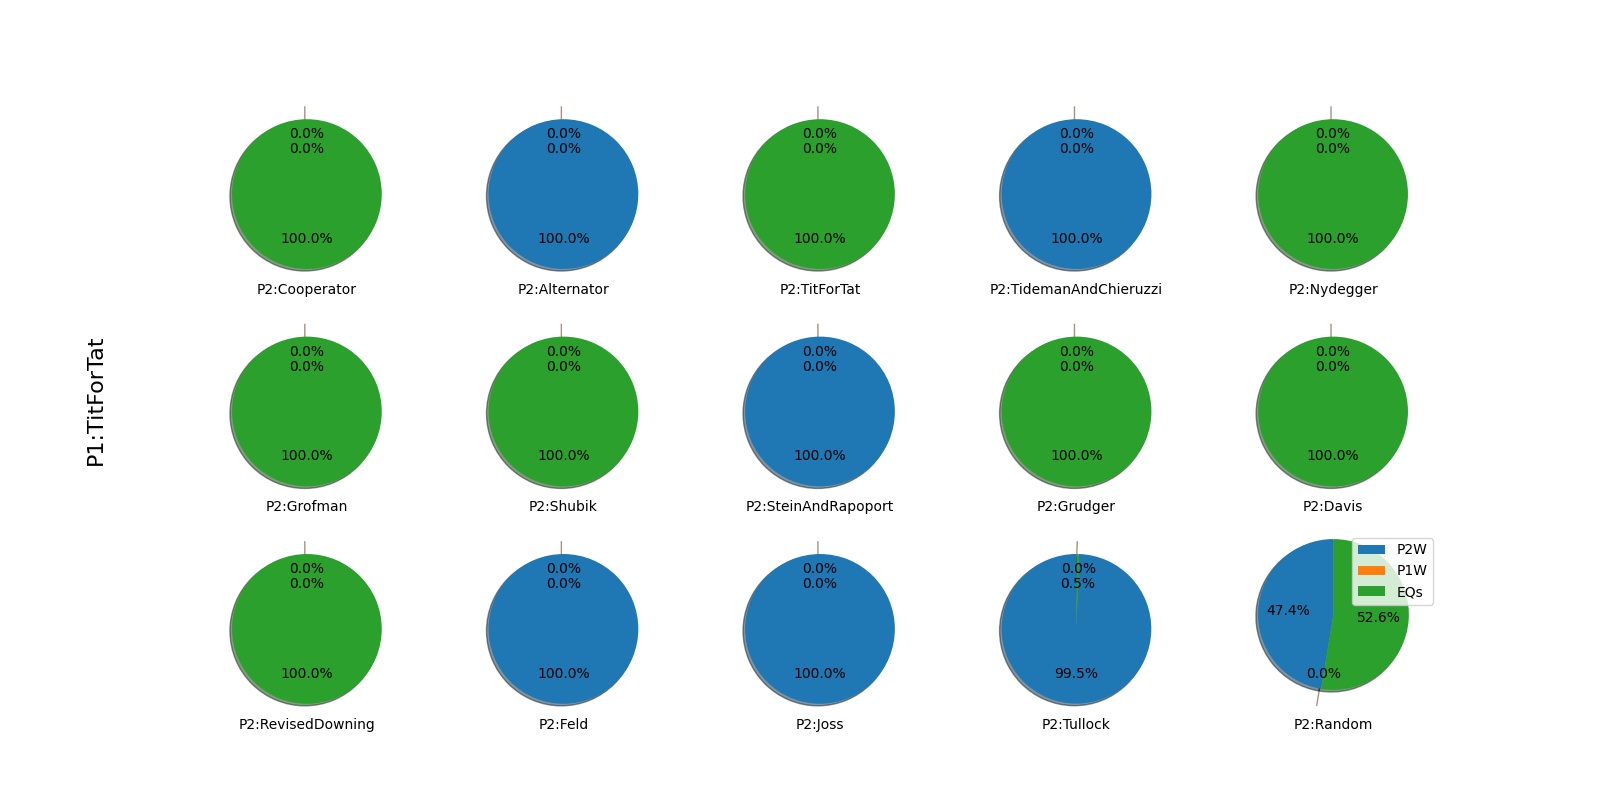 0.0%
0.0%
100.0%
P2:Cooperator
0.0%
0.0%
100.0%
P2:Alternator
0.0%
0.0%
100.0%
P2:TitForTat
0.0%
0.0%
100.0%
P2:TidemanAndChieruzzi
0.0%
0.0%
100.0%
P2:Nydegger
P1:TitForTat
0.0%
0.0%
100.0%
P2:Grofman
0.0%
0.0%
100.0%
P2:Shubik
0.0%
0.0%
100.0%
P2:SteinAndRapoport
0.0%
0.0%
100.0%
P2:Grudger
0.0%
0.0%
100.0%
P2:Davis
0.0%
0.0%
100.0%
P2:RevisedDowning
0.0%
0.0%
100.0%
P2:Feld
0.0%
0.0%
100.0%
P2:Joss
0.0%
0.5%
99.5%
P2:Tullock
P2W
P1W
EQs
47.4%
52.6%
0.0%
P2:Random